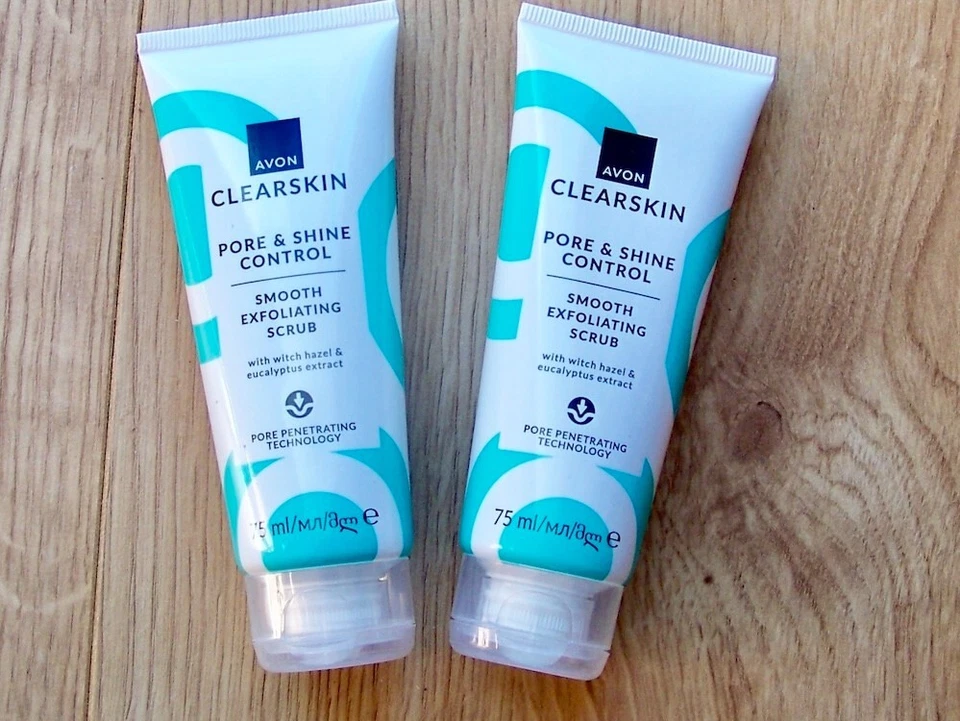 AVON
CLEARSKIN
PORE & SHINE
CONTROL
SMOOTH
EXFOLIATING
SCRUB
with witch hazel &
eucalyptus extract
PORE PENETRATING
TECHNOLOGY
75 ml/мл/მლ ℮
AVON
CLEARSKIN
PORE & SHINE
CONTROL
SMOOTH
EXFOLIATING
SCRUB
with witch hazel &
eucalyptus extract
PORE PENETRATING
TECHNOLOGY
75 ml/мл/მლ ℮